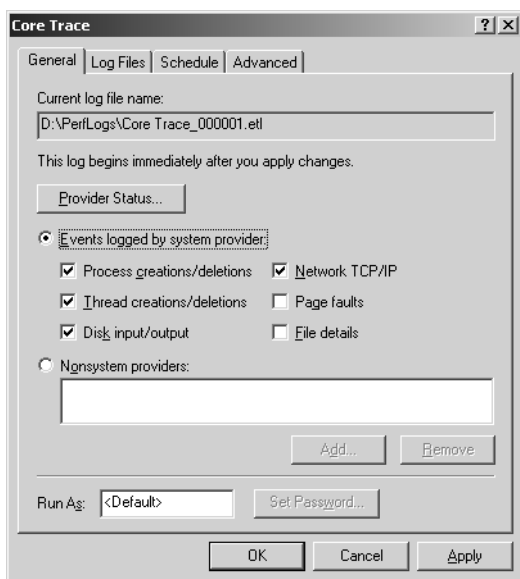 Core Trace
General Log Files Schedule Advanced
Current log file name:
D:\PerfLogs\Core Trace_000001.etl
This log begins immediately after you apply changes.
Provider Status...
Events logged by system provider:
Process creations/deletions Network TCP/IP
Thread creations/deletions Page faults
Disk input/output File details
Nonsystem providers:
Add... Remove
Run As: <Default> Set Password...
OK Cancel Apply